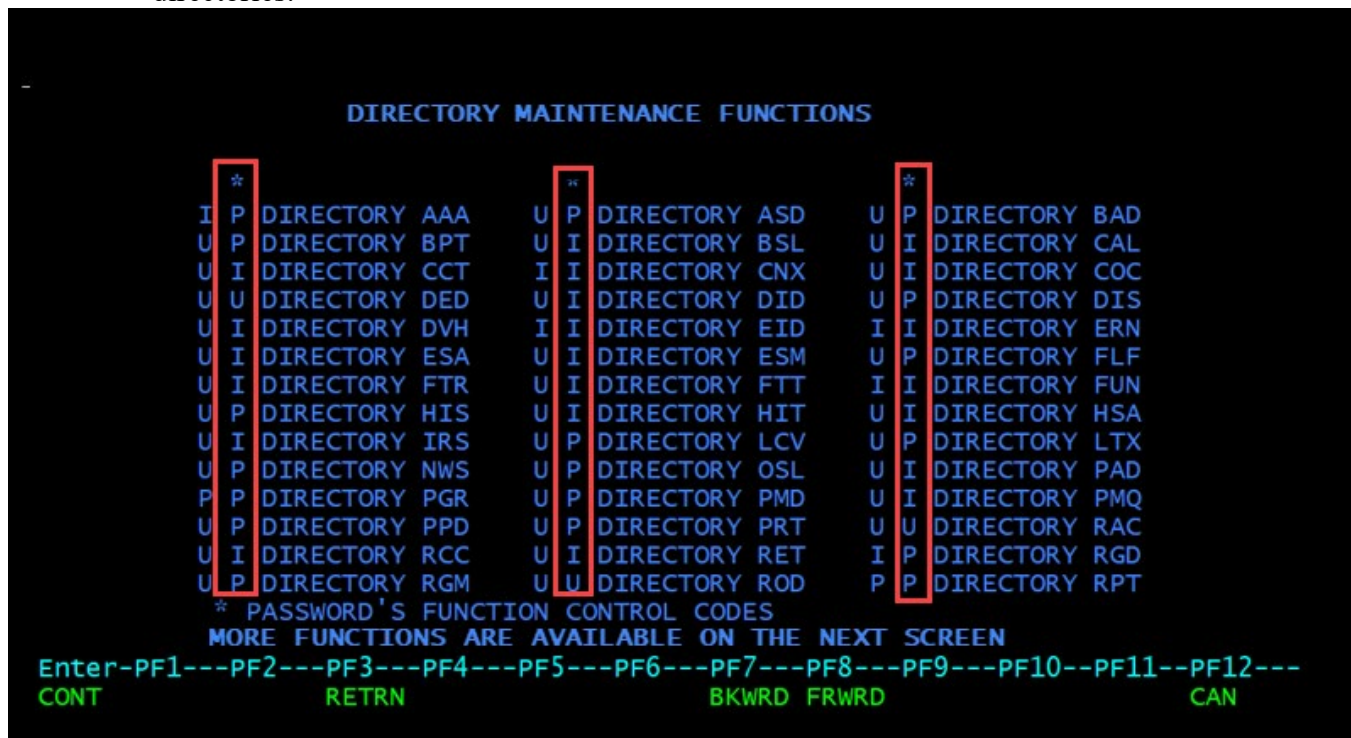 -
DIRECTORY MAINTENANCE FUNCTIONS
* * *
I P DIRECTORY AAA U P DIRECTORY ASD U P DIRECTORY BAD
U P DIRECTORY BPT U I DIRECTORY BSL U I DIRECTORY CAL
U I DIRECTORY CCT I I DIRECTORY CNX U I DIRECTORY COC
U U DIRECTORY DED U I DIRECTORY DID U P DIRECTORY DIS
U I DIRECTORY DVH I I DIRECTORY EID I I DIRECTORY ERN
U I DIRECTORY ESA U I DIRECTORY ESM U P DIRECTORY FLF
U I DIRECTORY FTR U I DIRECTORY FTT I I DIRECTORY FUN
U P DIRECTORY HIS U I DIRECTORY HIT U I DIRECTORY HSA
U I DIRECTORY IRS U P DIRECTORY LCV U P DIRECTORY LTX
U P DIRECTORY NWS U P DIRECTORY OSL U I DIRECTORY PAD
P P DIRECTORY PGR U P DIRECTORY PMD U I DIRECTORY PMQ
U P DIRECTORY PPD U P DIRECTORY PRT U U DIRECTORY RAC
U I DIRECTORY RCC U I DIRECTORY RET I P DIRECTORY RGD
U P DIRECTORY RGM U U DIRECTORY ROD P P DIRECTORY RPT
* PASSWORD'S FUNCTION CONTROL CODES
MORE FUNCTIONS ARE AVAILABLE ON THE NEXT SCREEN
Enter-PF1---PF2---PF3---PF4---PF5---PF6---PF7---PF8---PF9---PF10--PF11--PF12---
CONT RETRN BKWRD FRWRD CAN